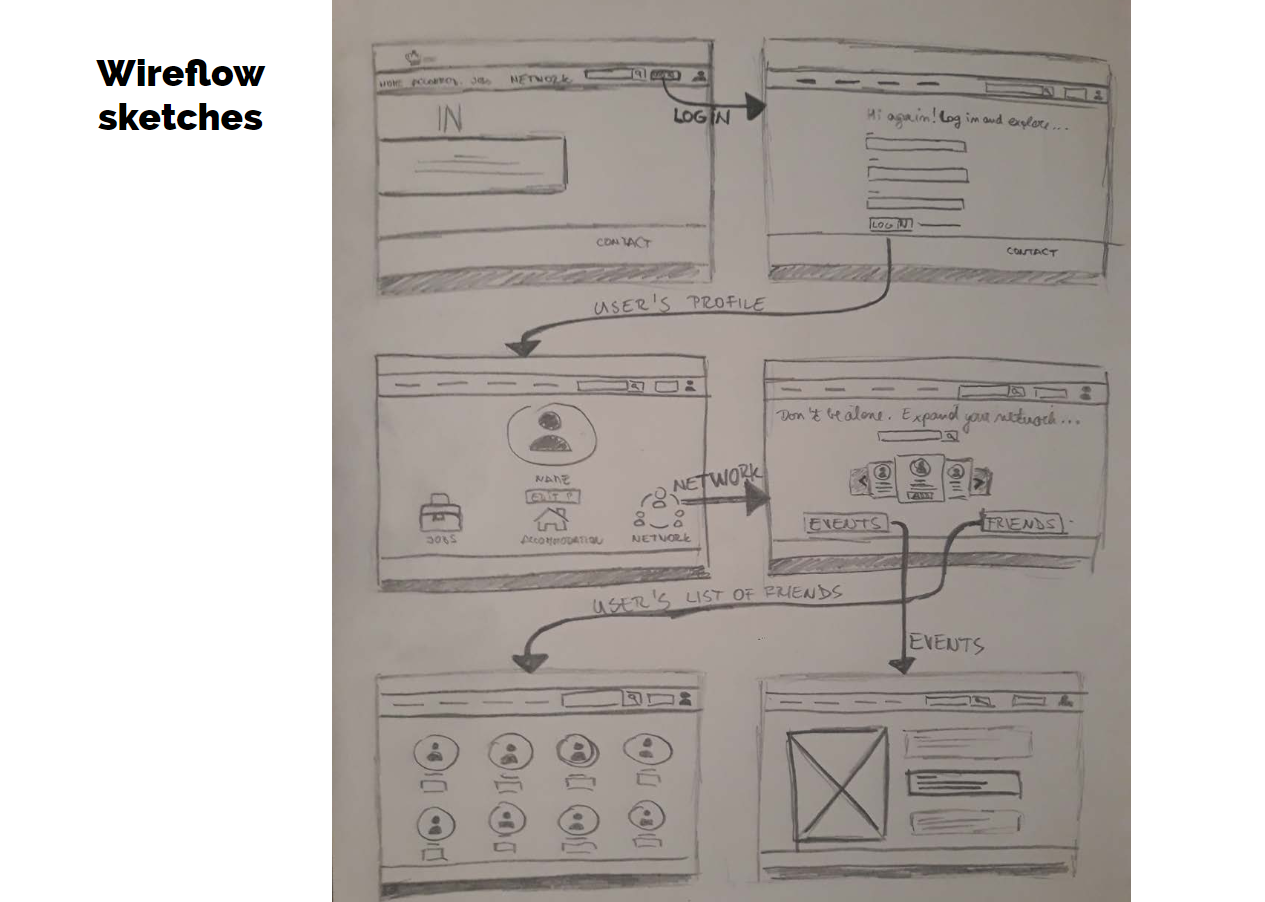 Wireflow
sketches
HOME ACCOMMOD. JOBS NETWORK
LOG IN
IN
CONTACT
Hi again! Log in and explore...
LOG IN
CONTACT
USER'S PROFILE
NAME
EDIT P
JOBS
ACCOMMODATION
NETWORK
NETWORK
Don't be alone. Expand your network...
ADD
EVENTS
FRIENDS
USER'S LIST OF FRIENDS
EVENTS